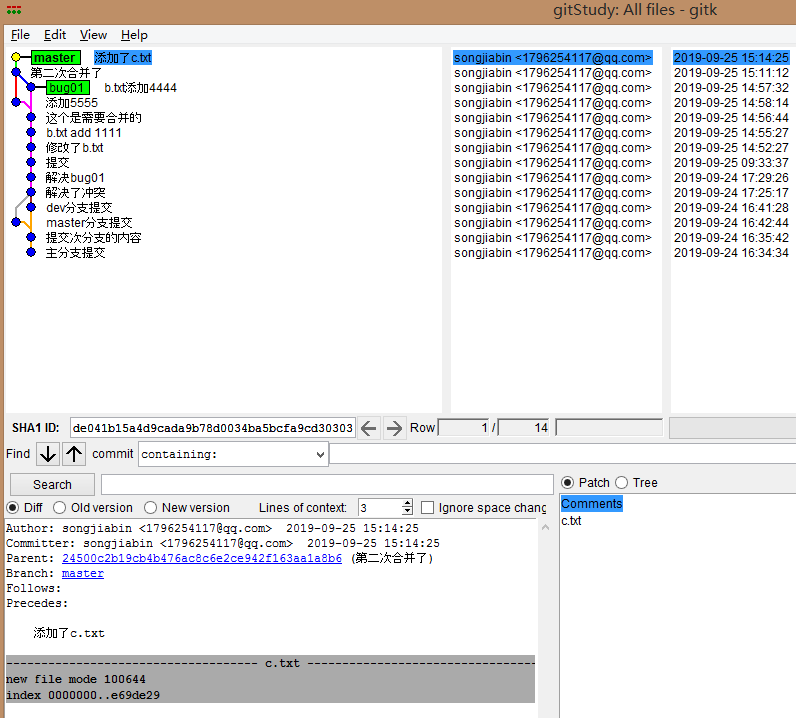 gitStudy: All files - gitk
File Edit View Help
master 添加了c.txt songjiabin <1796254117@qq.com> 2019-09-25 15:14:25
第二次合并了 songjiabin <1796254117@qq.com> 2019-09-25 15:11:12
bug01 b.txt添加4444 songjiabin <1796254117@qq.com> 2019-09-25 14:57:32
添加5555 songjiabin <1796254117@qq.com> 2019-09-25 14:58:14
这个是需要合并的 songjiabin <1796254117@qq.com> 2019-09-25 14:56:44
b.txt add 1111 songjiabin <1796254117@qq.com> 2019-09-25 14:55:27
修改了b.txt songjiabin <1796254117@qq.com> 2019-09-25 14:52:27
提交 songjiabin <1796254117@qq.com> 2019-09-25 09:33:37
解决bug01 songjiabin <1796254117@qq.com> 2019-09-24 17:29:26
解决了冲突 songjiabin <1796254117@qq.com> 2019-09-24 17:25:17
dev分支提交 songjiabin <1796254117@qq.com> 2019-09-24 16:41:28
master分支提交 songjiabin <1796254117@qq.com> 2019-09-24 16:42:44
提交次分支的内容 songjiabin <1796254117@qq.com> 2019-09-24 16:35:42
主分支提交 songjiabin <1796254117@qq.com> 2019-09-24 16:34:34
SHA1 ID: de041b15a4d9cada9b78d0034ba5bcfa9cd30303 Row 1 / 14
Find commit containing:
Search
Patch Tree
Diff Old version New version Lines of context: 3 Ignore space chang
Comments
c.txt
Author: songjiabin <1796254117@qq.com> 2019-09-25 15:14:25
Committer: songjiabin <1796254117@qq.com> 2019-09-25 15:14:25
Parent: 24500c2b19cb4b476ac8c6e2ce942f163aa1a8b6 (第二次合并了)
Branch: master
Follows:
Precedes:
添加了c.txt
------------------------------------ c.txt ---------------------------------
new file mode 100644
index 0000000..e69de29